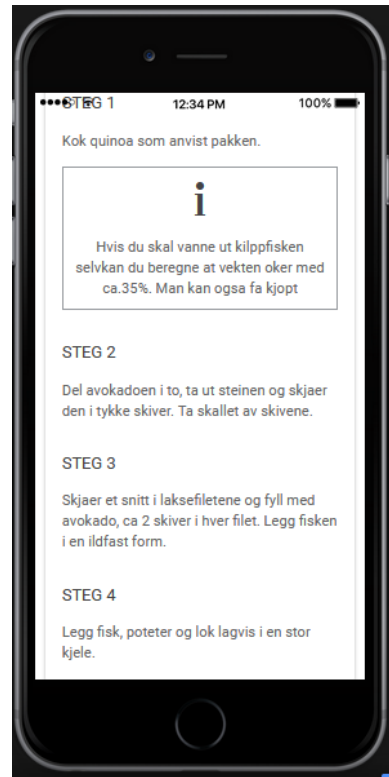 STEG 1
12:34 PM
100%
Kok quinoa som anvist pakken.
i
Hvis du skal vanne ut kilppfisken
selvkan du beregne at vekten oker med
ca.35%. Man kan ogsa fa kjopt
STEG 2
Del avokadoen i to, ta ut steinen og skjaer
den i tykke skiver. Ta skallet av skivene.
STEG 3
Skjaer et snitt i laksefiletene og fyll med
avokado, ca 2 skiver i hver filet. Legg fisken
i en ildfast form.
STEG 4
Legg fisk, poteter og lok lagvis i en stor
kjele.